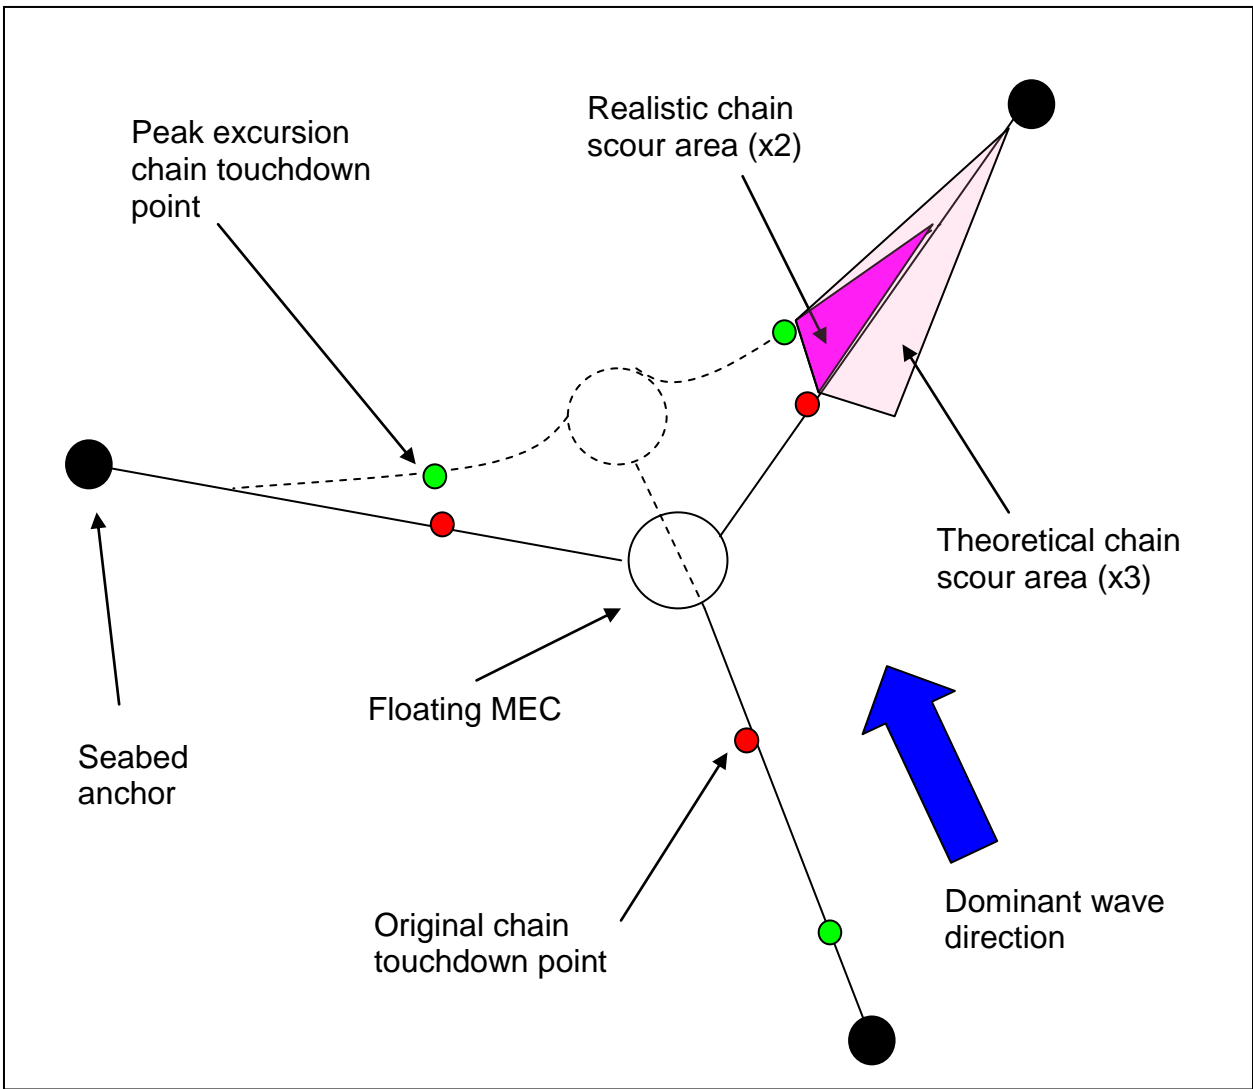 Peak excursion
chain touchdown
point
Realistic chain
scour area (x2)
Theoretical chain
scour area (x3)
Floating MEC
Seabed
anchor
Original chain
touchdown point
Dominant wave
direction